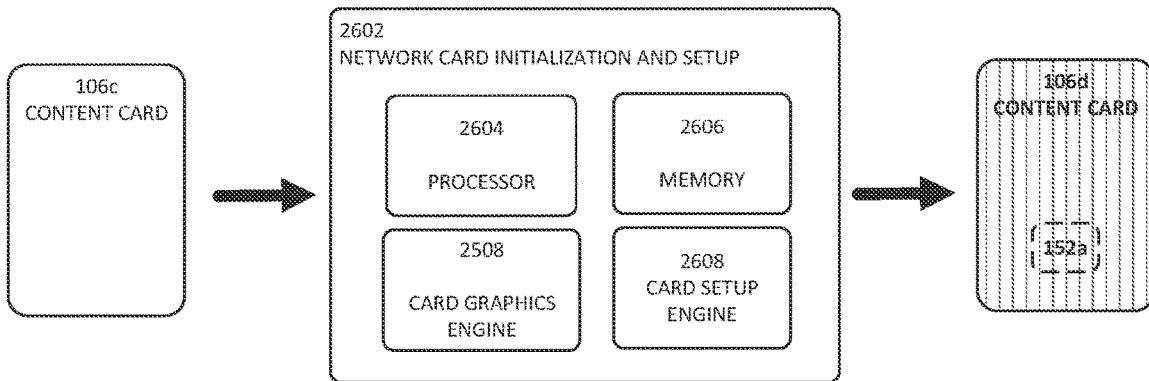 106c
CONTENT CARD
2602
NETWORK CARD INITIALIZATION AND SETUP
2604
PROCESSOR
2606
MEMORY
2508
CARD GRAPHICS
ENGINE
2608
CARD SETUP
ENGINE
106d
CONTENT CARD
152a